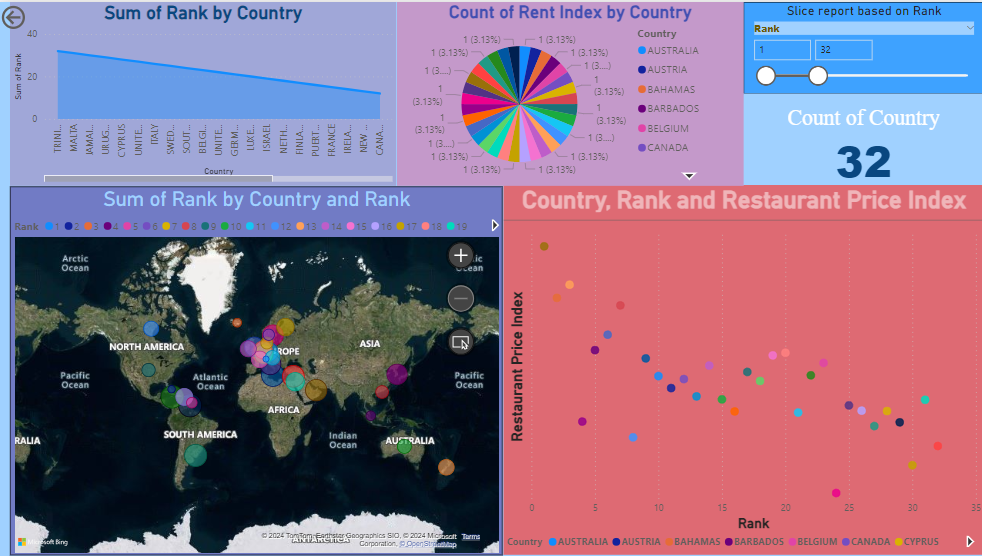 Sum of Rank by Country
40
20
0
Sum of Rank
TRINI...
MALTA
JAMAI...
URUG...
CYPRUS
UNITE...
ITALY
SWED...
SOUT...
BELGI...
UNITE...
GERM...
LUXE...
ISRAEL
NETH...
FINLA...
PUERT...
FRANCE
IRELA...
NEW ...
CANA...
Country
Count of Rent Index by Country
1 (3.13%)
1 (3.13%)
1 (3.13%)
1 (3.13%)
1 (3.13%)
1 (3.13%)
1 (3...)
1 (3...)
1
(3.13%)
1
(3.13%)
1
(3.13%)
1
(3.13%)
1 (3...)
1 (3...)
1 (3.13%)
1 (3.13%)
1 (3.13%)
1 (3.13%)
Country
AUSTRALIA
AUSTRIA
BAHAMAS
BARBADOS
BELGIUM
CANADA
Slice report based on Rank
Rank
1
32
Count of Country
32
Sum of Rank by Country and Rank
Rank 1 2 3 4 5 6 7 8 9 10 11 12 13 14 15 16 17 18 19
Arctic
Ocean
NORTH AMERICA
ROPE
ASIA
Pacific
Ocean
Atlantic
Ocean
Pacific
Ocean
AFRICA
SOUTH AMERICA
Indian
Ocean
RALIA
AUSTRALIA
Microsoft Bing
© 2024 TomTom, Earthstar Geographics SIO, © 2024 Microsoft Terms
Corporation, © OpenStreetMap
ANTARCTICA
Country, Rank and Restaurant Price Index
Restaurant Price Index
0
5
10
15
20
25
30
35
Rank
Country AUSTRALIA AUSTRIA BAHAMAS BARBADOS BELGIUM CANADA CYPRUS